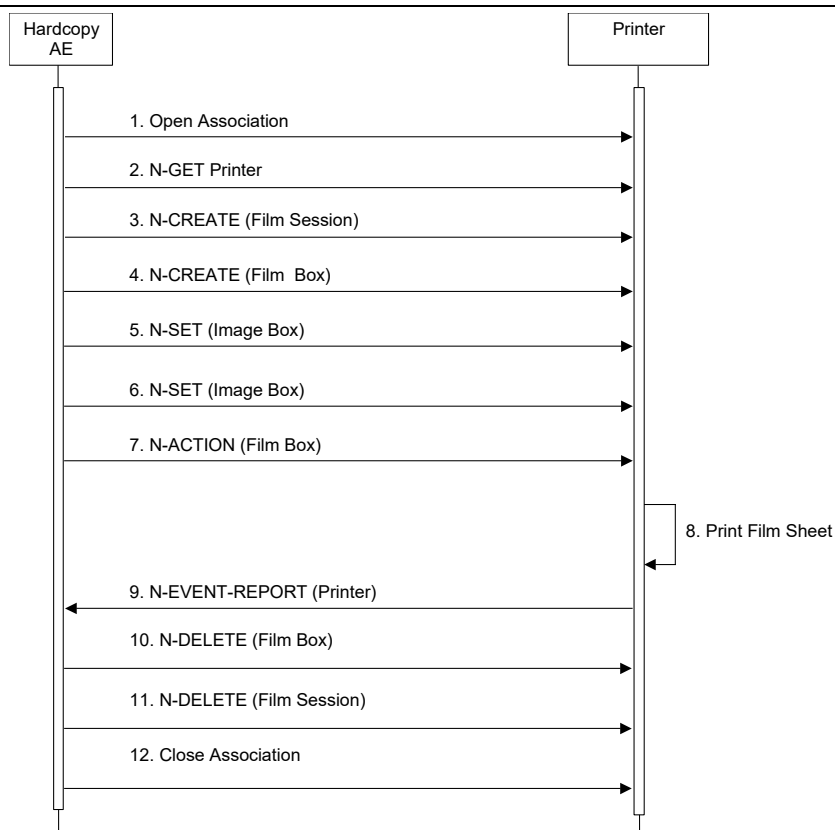 Hardcopy
AE
Printer
1. Open Association
2. N-GET Printer
3. N-CREATE (Film Session)
4. N-CREATE (Film  Box)
5. N-SET (Image Box)
6. N-SET (Image Box)
7. N-ACTION (Film Box)
8. Print Film Sheet
9. N-EVENT-REPORT (Printer)
10. N-DELETE (Film Box)
11. N-DELETE (Film Session)
12. Close Association